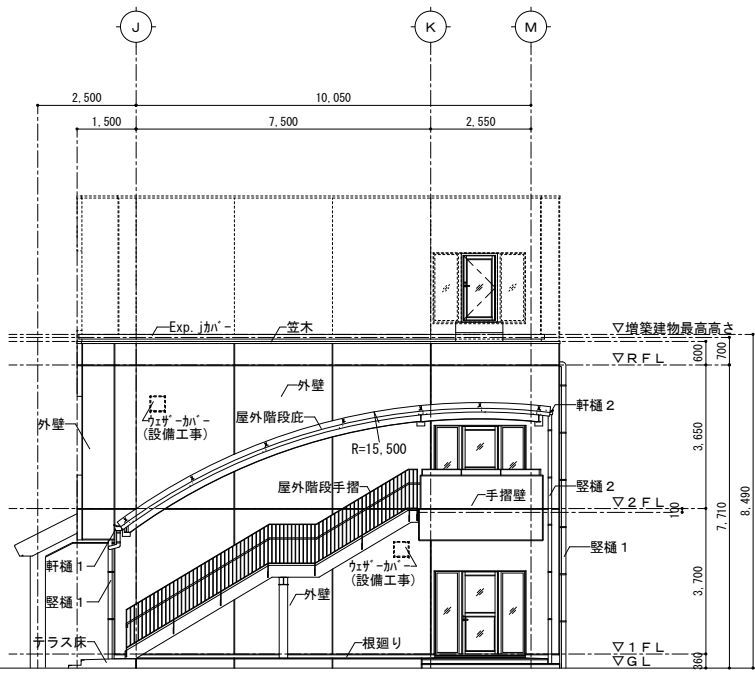 J
K
M
2,500
10,050
1,500
7,500
2,550
Exp.jｶﾊﾞｰ
笠木
▽増築建物最高高さ
600
700
▽RFL
外壁
ｳｪｻﾞｰｶﾊﾞｰ
(設備工事)
屋外階段庇
軒樋2
外壁
R=15,500
3,650
屋外階段手摺
手摺壁
竪樋2
▽2FL
100
7,710
8,490
竪樋1
軒樋1
ｳｪｻﾞｰｶﾊﾞｰ
(設備工事)
竪樋1
外壁
3,700
テラス床
根廻り
▽1FL
360
▽GL